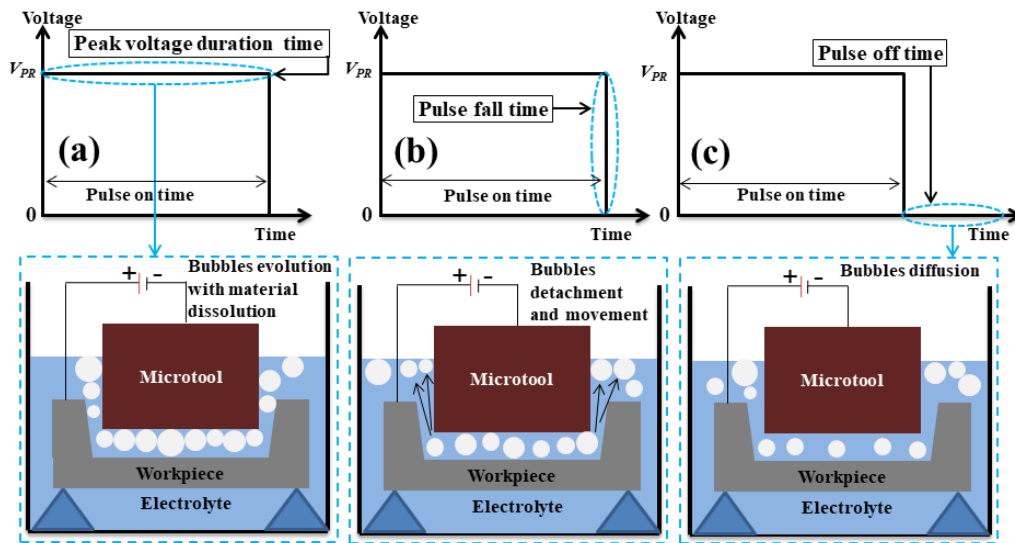 Voltage
Peak voltage duration time
V_PR
(a)
Pulse on time
0
Time
Voltage
V_PR
Pulse fall time
(b)
Pulse on time
0
Time
Voltage
Pulse off time
V_PR
(c)
Pulse on time
0
Time
+ -
Bubbles evolution
with material
dissolution
Microtool
Workpiece
Electrolyte
+ -
Bubbles
detachment
and movement
Microtool
Workpiece
Electrolyte
+ -
Bubbles diffusion
Microtool
Workpiece
Electrolyte